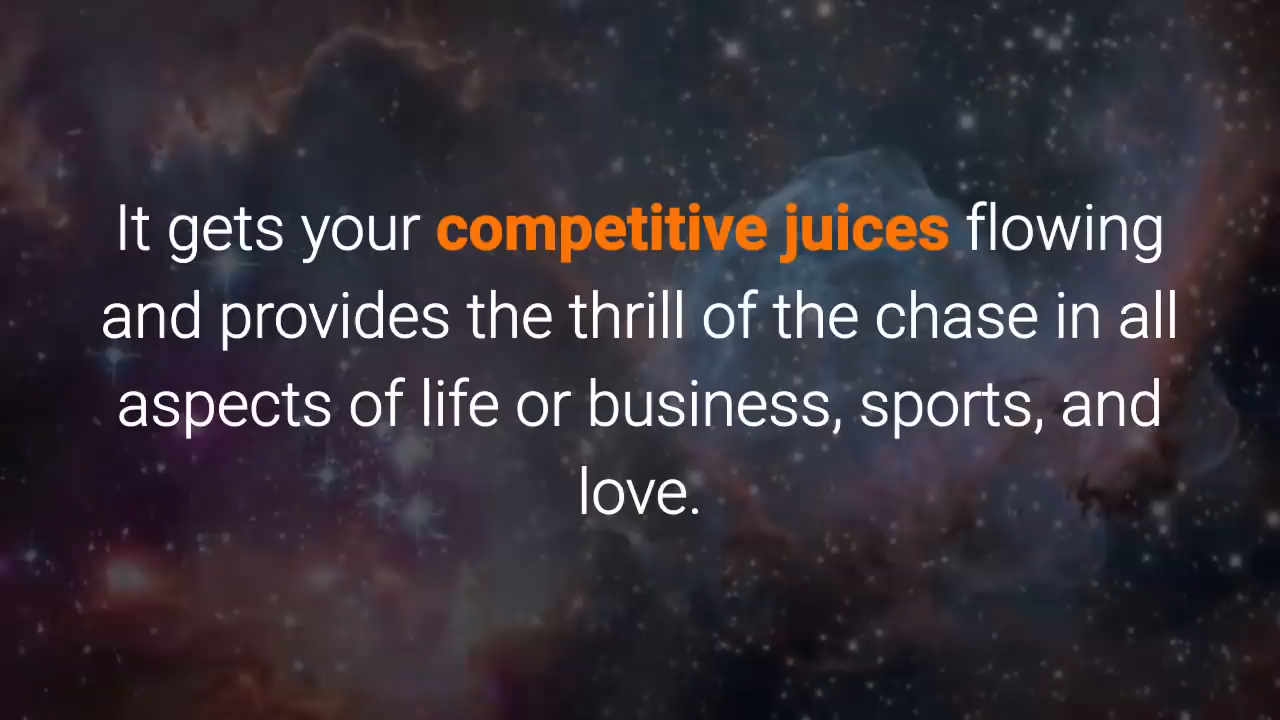 It gets your competitive juices flowing
and provides the thrill of the chase in all
aspects of life or business, sports, and
love.